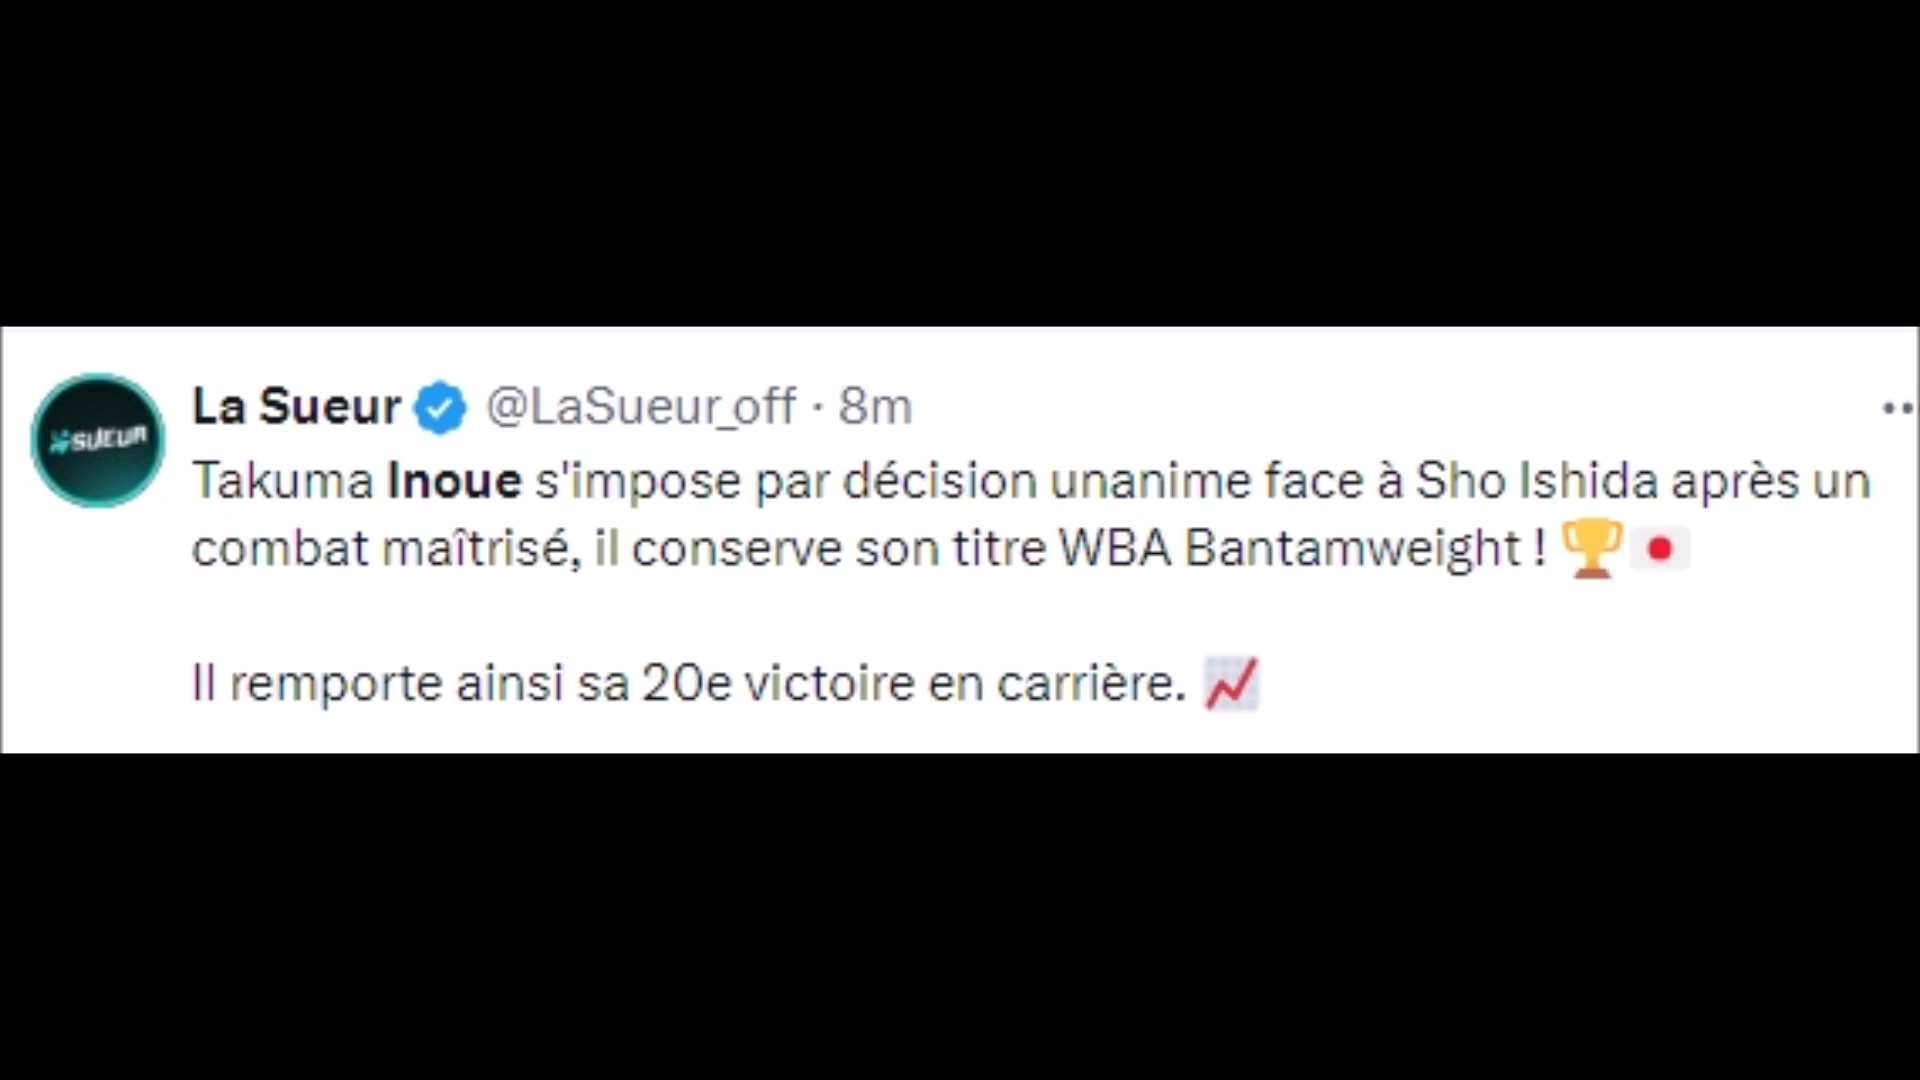 La Sueur @LaSueur_off · 8m
SUEUR
Takuma Inoue s'impose par décision unanime face à Sho Ishida après un
combat maîtrisé, il conserve son titre WBA Bantamweight ! 🏆🇯🇵
Il remporte ainsi sa 20e victoire en carrière. 📈